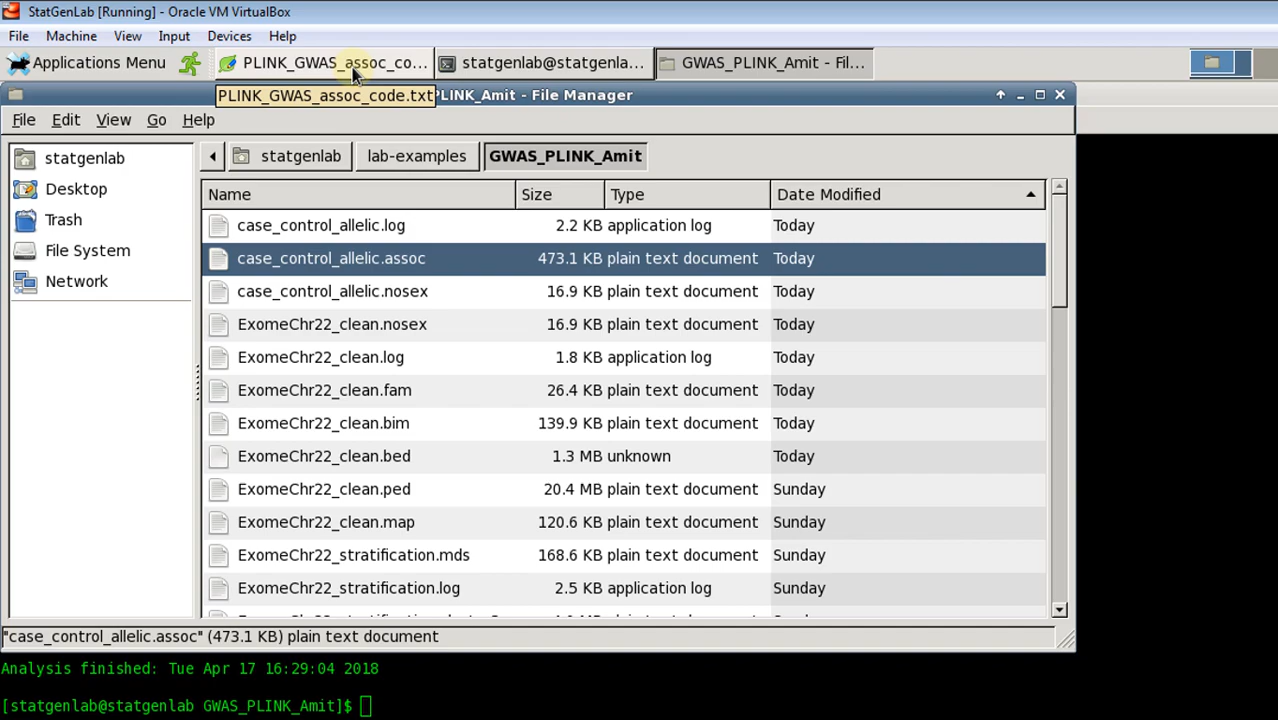 StatGenLab [Running] - Oracle VM VirtualBox
File Machine View Input Devices Help
Applications Menu PLINK_GWAS_assoc_co... statgenlab@statgenla... GWAS_PLINK_Amit - Fil...
PLINK_GWAS_assoc_code.txt PLINK_Amit - File Manager
File Edit View Go Help
statgenlab
Desktop
Trash
File System
Network
statgenlab lab-examples GWAS_PLINK_Amit
Name Size Type Date Modified
case_control_allelic.log 2.2 KB application log Today
case_control_allelic.assoc 473.1 KB plain text document Today
case_control_allelic.nosex 16.9 KB plain text document Today
ExomeChr22_clean.nosex 16.9 KB plain text document Today
ExomeChr22_clean.log 1.8 KB application log Today
ExomeChr22_clean.fam 26.4 KB plain text document Today
ExomeChr22_clean.bim 139.9 KB plain text document Today
ExomeChr22_clean.bed 1.3 MB unknown Today
ExomeChr22_clean.ped 20.4 MB plain text document Sunday
ExomeChr22_clean.map 120.6 KB plain text document Sunday
ExomeChr22_stratification.mds 168.6 KB plain text document Sunday
ExomeChr22_stratification.log 2.5 KB application log Sunday
"case_control_allelic.assoc" (473.1 KB) plain text document
Analysis finished: Tue Apr 17 16:29:04 2018
[statgenlab@statgenlab GWAS_PLINK_Amit]$